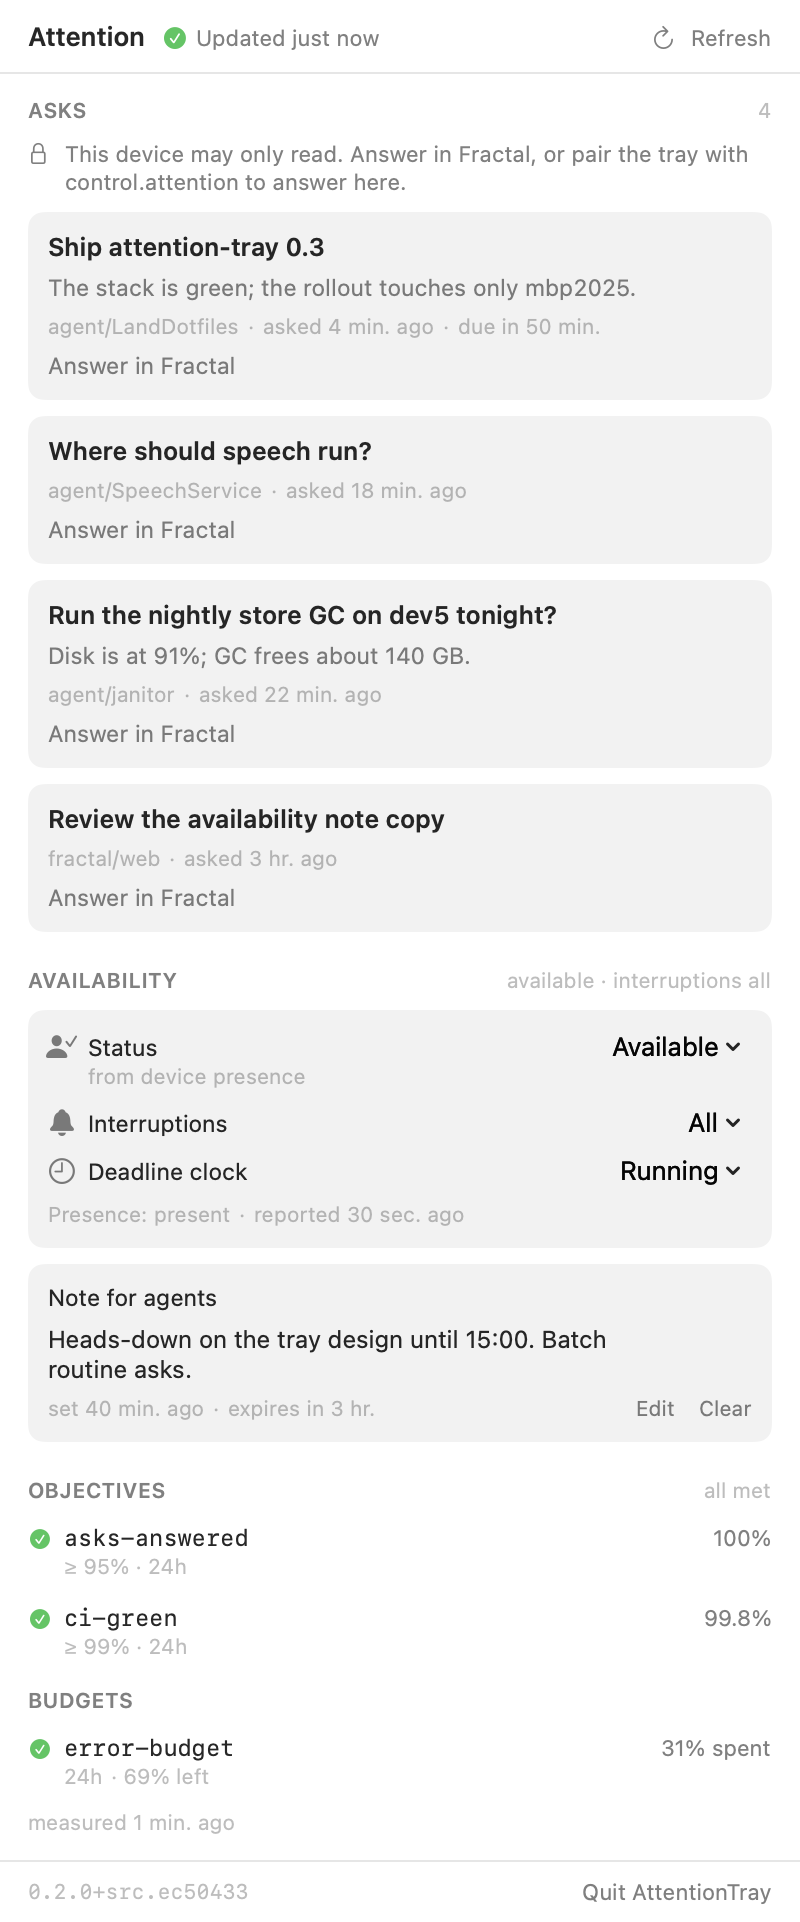 Attention
Updated just now
Refresh
ASKS
4
This device may only read. Answer in Fractal, or pair the tray with
control.attention to answer here.
Ship attention-tray 0.3
The stack is green; the rollout touches only mbp2025.
agent/LandDotfiles · asked 4 min. ago · due in 50 min.
Answer in Fractal
Where should speech run?
agent/SpeechService · asked 18 min. ago
Answer in Fractal
Run the nightly store GC on dev5 tonight?
Disk is at 91%; GC frees about 140 GB.
agent/janitor · asked 22 min. ago
Answer in Fractal
Review the availability note copy
fractal/web · asked 3 hr. ago
Answer in Fractal
AVAILABILITY
available · interruptions all
Status
Available
from device presence
Interruptions
All
Deadline clock
Running
Presence: present · reported 30 sec. ago
Note for agents
Heads-down on the tray design until 15:00. Batch
routine asks.
set 40 min. ago · expires in 3 hr.
Edit
Clear
OBJECTIVES
all met
asks-answered
100%
≥ 95% · 24h
ci-green
99.8%
≥ 99% · 24h
BUDGETS
error-budget
31% spent
24h · 69% left
measured 1 min. ago
0.2.0+src.ec50433
Quit AttentionTray